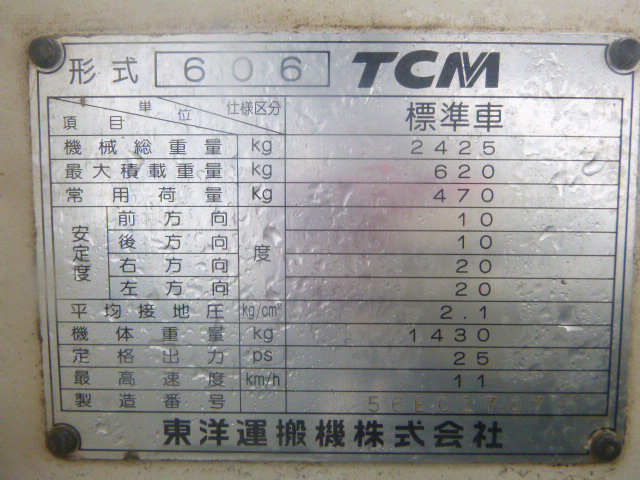 形式 606 TCM
単位 仕様区分
項目 標準車
機械総重量 kg 2425
最大積載重量 kg 620
常用荷量 kg 470
安定度 前方向 度 10
後方向 10
右方向 20
左方向 20
平均接地圧 kg/cm² 2.1
機体重量 kg 1430
定格出力 ps 25
最高速度 km/h 11
製造番号
東洋運搬機株式会社